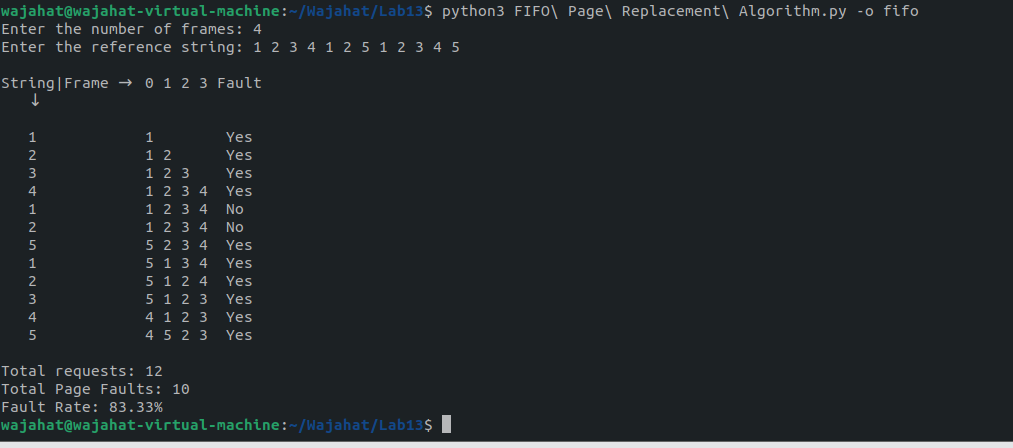 wajahat@wajahat-virtual-machine:~/Wajahat/Lab13$ python3 FIFO\ Page\ Replacement\ Algorithm.py -o fifo
Enter the number of frames: 4
Enter the reference string: 1 2 3 4 1 2 5 1 2 3 4 5
String|Frame → 0 1 2 3 Fault
↓
1 1 Yes
2 1 2 Yes
3 1 2 3 Yes
4 1 2 3 4 Yes
1 1 2 3 4 No
2 1 2 3 4 No
5 5 2 3 4 Yes
1 5 1 3 4 Yes
2 5 1 2 4 Yes
3 5 1 2 3 Yes
4 4 1 2 3 Yes
5 4 5 2 3 Yes
Total requests: 12
Total Page Faults: 10
Fault Rate: 83.33%
wajahat@wajahat-virtual-machine:~/Wajahat/Lab13$